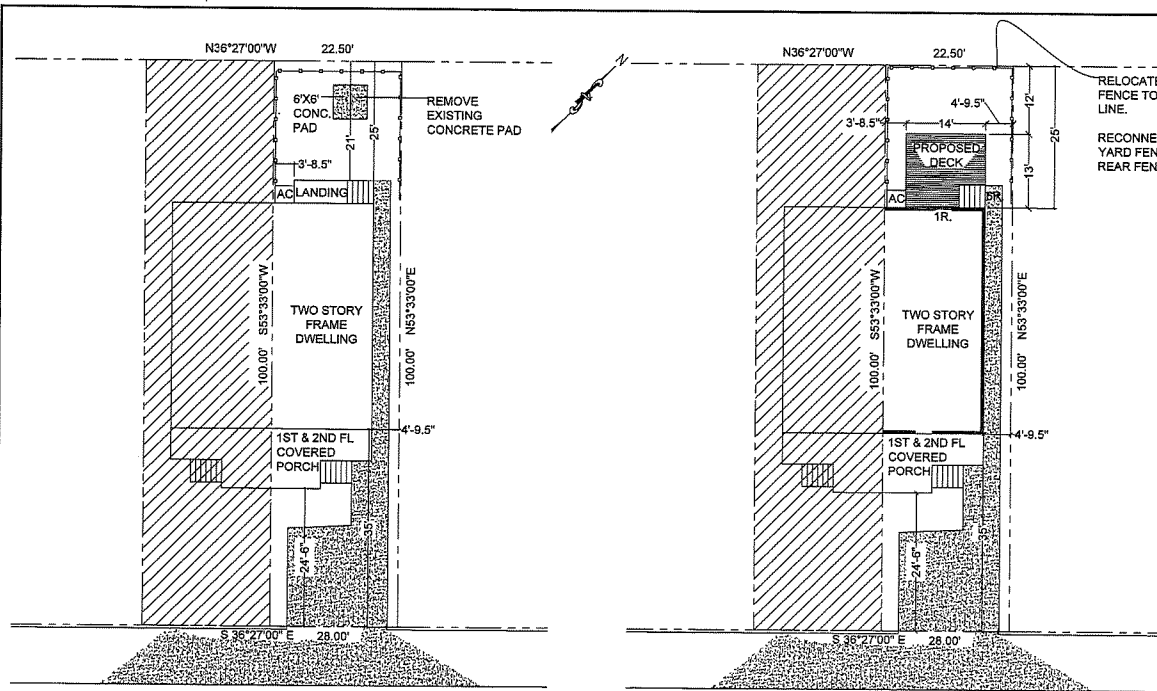 N36°27'00"W 22.50'
6'X6'
CONC.
PAD
REMOVE
EXISTING
CONCRETE PAD
21'
25'
3'-8.5"
AC LANDING
100.00' S53°33'00"W
100.00' N53°33'00"E
TWO STORY
FRAME
DWELLING
4'-9.5"
1ST & 2ND FL
COVERED
PORCH
24'-6"
35'
S 36°27'00" E 28.00'
N
N36°27'00"W 22.50'
RELOCATE
FENCE TO
LINE.
RECONNE
YARD FEN
REAR FEN
4'-9.5"
3'-8.5"
14'
12'
25'
13'
PROPOSED
DECK
AC
1R.
100.00' S53°33'00"W
100.00' N53°33'00"E
TWO STORY
FRAME
DWELLING
4'-9.5"
1ST & 2ND FL
COVERED
PORCH
24'-6"
35'
S 36°27'00" E 28.00'